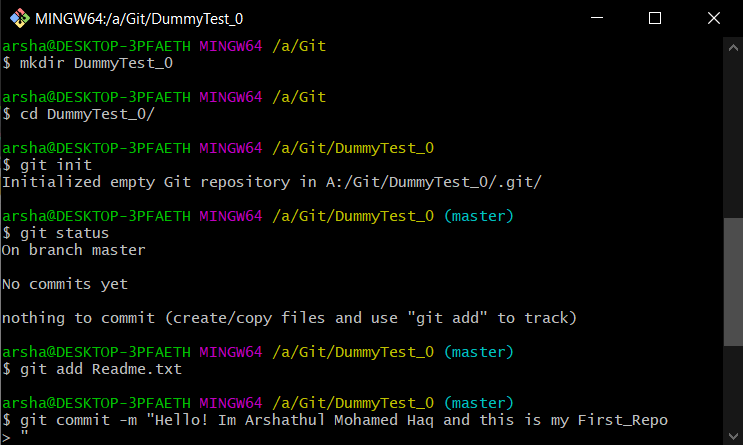 MINGW64:/a/Git/DummyTest_0
arsha@DESKTOP-3PFAETH MINGW64 /a/Git
$ mkdir DummyTest_0
arsha@DESKTOP-3PFAETH MINGW64 /a/Git
$ cd DummyTest_0/
arsha@DESKTOP-3PFAETH MINGW64 /a/Git/DummyTest_0
$ git init
Initialized empty Git repository in A:/Git/DummyTest_0/.git/
arsha@DESKTOP-3PFAETH MINGW64 /a/Git/DummyTest_0 (master)
$ git status
On branch master
No commits yet
nothing to commit (create/copy files and use "git add" to track)
arsha@DESKTOP-3PFAETH MINGW64 /a/Git/DummyTest_0 (master)
$ git add Readme.txt
arsha@DESKTOP-3PFAETH MINGW64 /a/Git/DummyTest_0 (master)
$ git commit -m "Hello! Im Arshathul Mohamed Haq and this is my First_Repo
> "